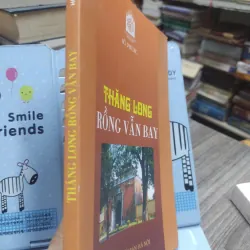 THĂNG LONG
RỒNG VẪN BAY
THĂNG LONG RỒNG VẪN BAY
Smile
Friends